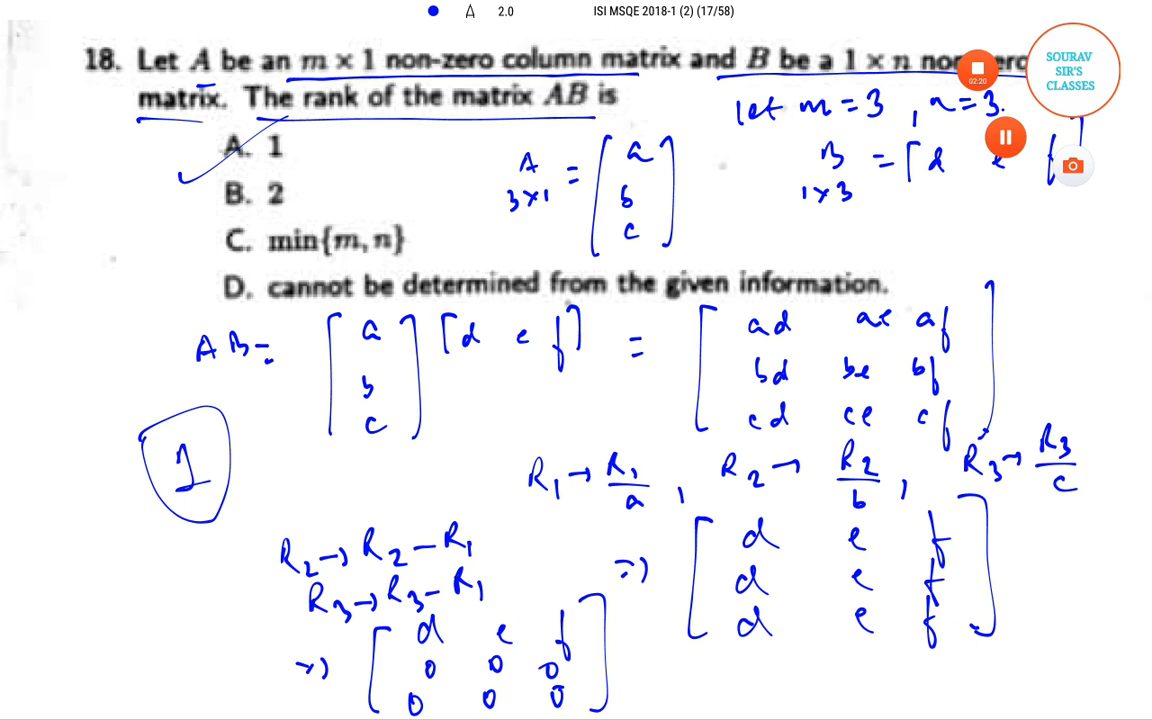 A 2.0 ISI MSQE 2018-1 (2) (17/58)
SOURAV SIR'S CLASSES
02:20
18. Let A be an m × 1 non-zero column matrix and B be a 1 × n
matrix. The rank of the matrix AB is
let m = 3, n = 3.
A. 1
B. 2
C. min{m, n}
D. cannot be determined from the given information.
A 3×1 = [a b c]
B 1×3 = [d e f]
AB = [a b c] [d e f] = [ad ae af
bd be bf
cd ce cf]
1
R1 → R1/a, R2 → R2/b, R3 → R3/c
=> [d e f
d e f
d e f]
R2 → R2 − R1
R3 → R3 − R1
=> [d e f
0 0 0
0 0 0]